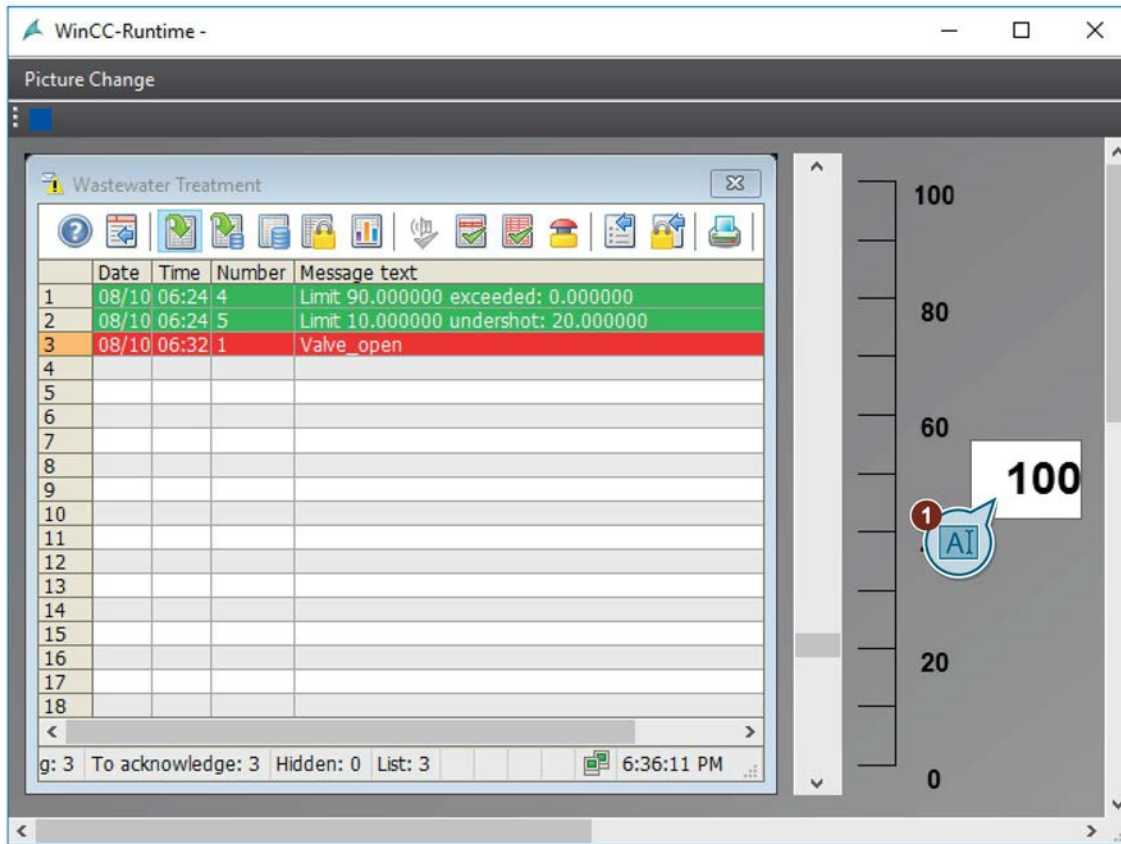 WinCC-Runtime -
Picture Change
Wastewater Treatment
Date Time Number Message text
1 08/10 06:24 4 Limit 90.000000 exceeded: 0.000000
2 08/10 06:24 5 Limit 10.000000 undershot: 20.000000
3 08/10 06:32 1 Valve_open
4
5
6
7
8
9
10
11
12
13
14
15
16
17
18
g: 3 To acknowledge: 3 Hidden: 0 List: 3 6:36:11 PM
100
80
60
100
1
AI
20
0